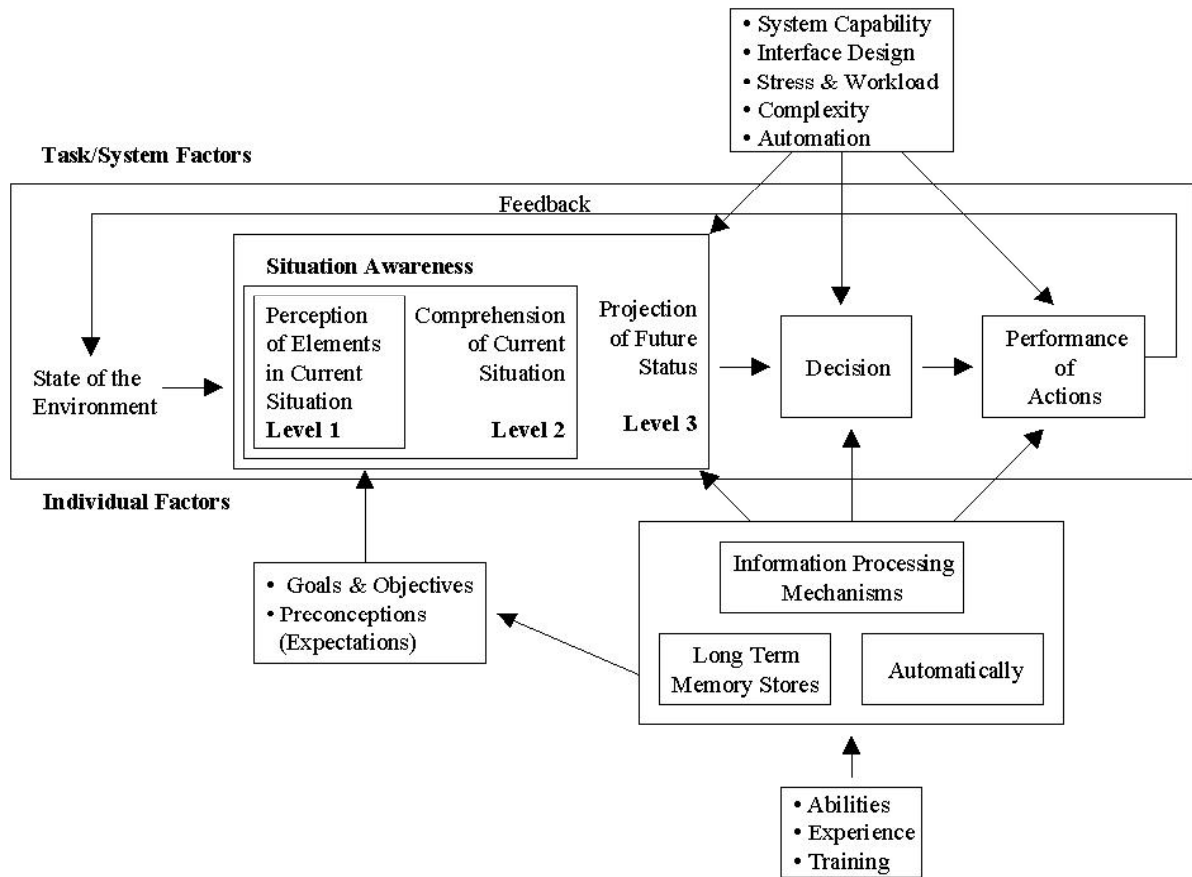 • System Capability
• Interface Design
• Stress & Workload
• Complexity
• Automation
Task/System Factors
Feedback
Situation Awareness
Perception
of Elements
in Current
Situation
Level 1
Comprehension
of Current
Situation
Level 2
Projection
of Future
Status
Level 3
State of the
Environment
Decision
Performance
of
Actions
Individual Factors
• Goals & Objectives
• Preconceptions
(Expectations)
Information Processing
Mechanisms
Long Term
Memory Stores
Automatically
• Abilities
• Experience
• Training